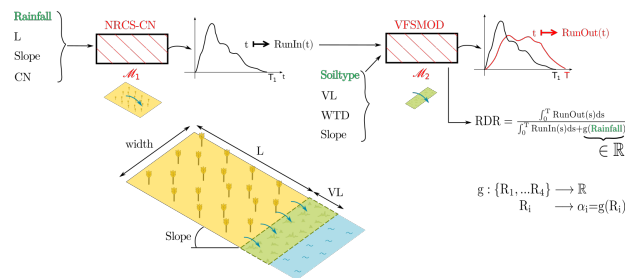 Rainfall
L
Slope
CN
NRCS-CN
ℳ₁
T₁ t
t ↦ RunIn(t)
VFSMOD
ℳ₂
Soiltype
VL
WTD
Slope
t ↦ RunOut(t)
T₁ T
RDR = ∫₀ᵀ RunOut(s)ds / ∫₀ᵀ RunIn(s)ds+g(Rainfall)
∈ ℝ
width
L
VL
Slope
g : {R₁, ...R₄} ⟶ ℝ
Rᵢ ⟶ αᵢ=g(Rᵢ)